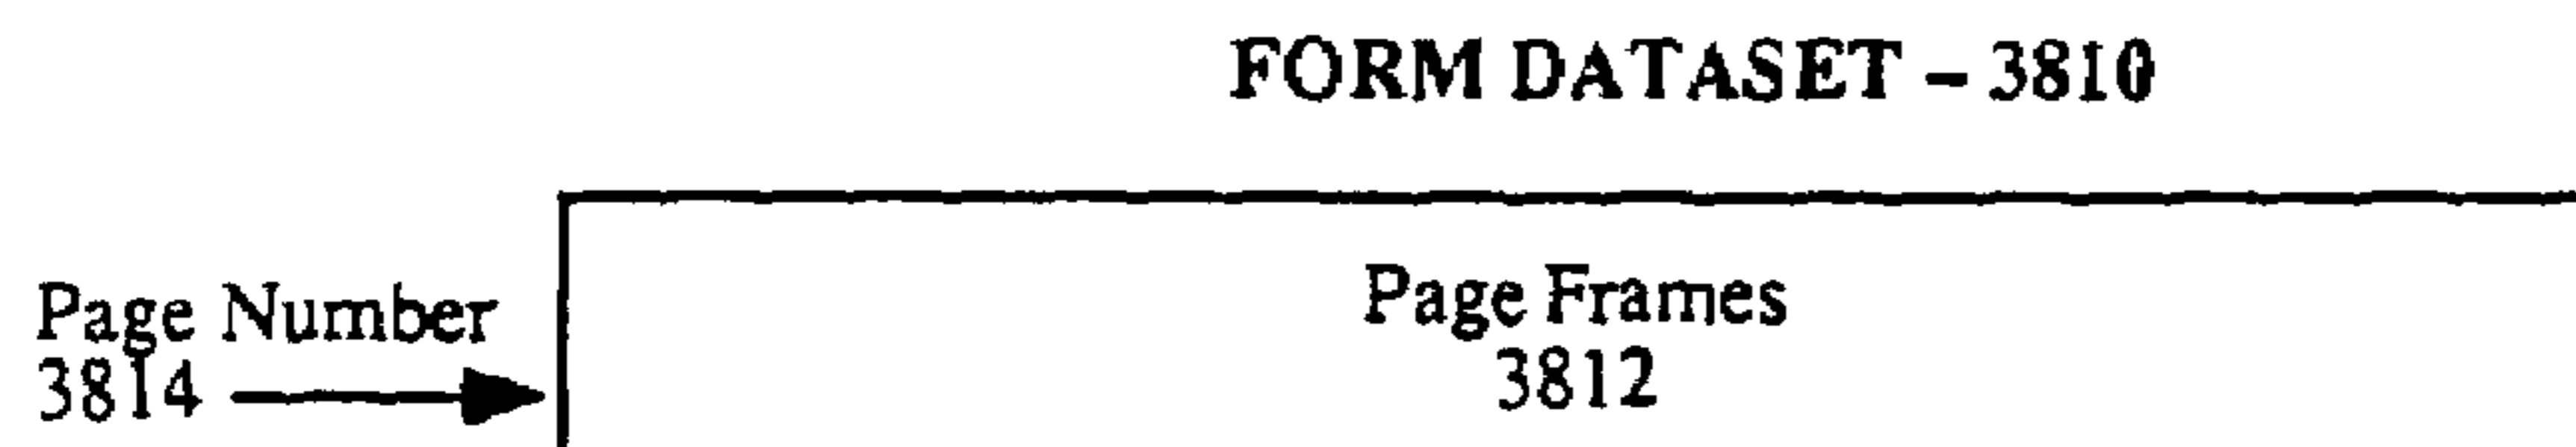 FORM DATASET – 3810
Page Number
3814
Page Frames
3812